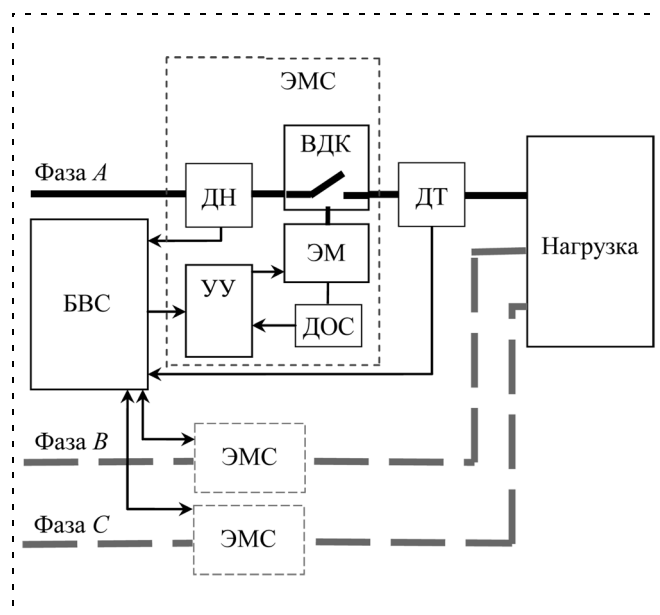 ЭМС
ВДК
Фаза A
ДН
ДТ
ЭМ
Нагрузка
БВС
УУ
ДОС
Фаза B
ЭМС
Фаза C
ЭМС